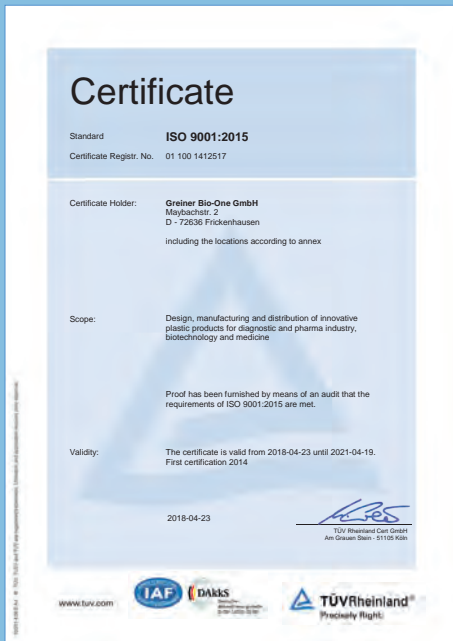 Certificate
Standard ISO 9001:2015
Certificate Registr. No. 01 100 1412517
Certificate Holder: Greiner Bio-One GmbH
Maybachstr. 2
D - 72636 Frickenhausen
including the locations according to annex
Scope: Design, manufacturing and distribution of innovative
plastic products for diagnostic and pharma industry,
biotechnology and medicine
Proof has been furnished by means of an audit that the
requirements of ISO 9001:2015 are met.
Validity: The certificate is valid from 2018-04-23 until 2021-04-19.
First certification 2014
2018-04-23
TÜV Rheinland Cert GmbH
Am Grauen Stein - 51105 Köln
www.tuv.com
IAF
DAkkS
TÜVRheinland®
Precisely Right.